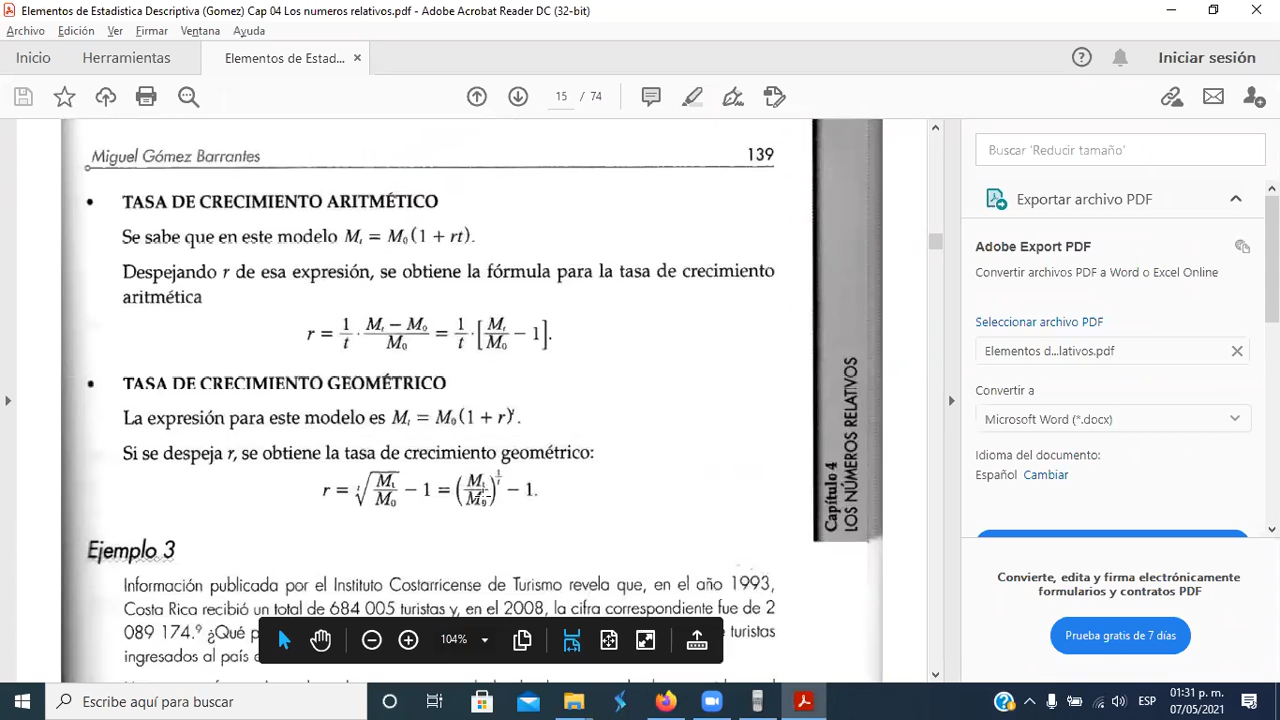 Elementos de Estadistica Descriptiva (Gomez) Cap 04 Los numeros relativos.pdf - Adobe Acrobat Reader DC (32-bit)
Archivo Edición Ver Firmar Ventana Ayuda
Inicio Herramientas Elementos de Estad... Iniciar sesión
15 / 74
Miguel Gómez Barrantes 139
• TASA DE CRECIMIENTO ARITMÉTICO
Se sabe que en este modelo Mₜ = M₀(1 + rt).
Despejando r de esa expresión, se obtiene la fórmula para la tasa de crecimiento
aritmética
r = 1/t · (Mₜ − M₀)/M₀ = 1/t · [Mₜ/M₀ − 1].
• TASA DE CRECIMIENTO GEOMÉTRICO
La expresión para este modelo es Mₜ = M₀(1 + r)ᵗ.
Si se despeja r, se obtiene la tasa de crecimiento geométrico:
r = ᵗ√(Mₜ/M₀) − 1 = (Mₜ/M₀)^(1/t) − 1.
Ejemplo 3
Información publicada por el Instituto Costarricense de Turismo revela que, en el año 1993,
Costa Rica recibió un total de 684 005 turistas y, en el 2008, la cifra correspondiente fue de 2
089 174.⁹ ¿Qué turistas
ingresados al país
104%
Capítulo 4
LOS NÚMEROS RELATIVOS
Buscar 'Reducir tamaño'
Exportar archivo PDF
Adobe Export PDF
Convertir archivos PDF a Word o Excel Online
Seleccionar archivo PDF
Elementos d...lativos.pdf
Convertir a
Microsoft Word (*.docx)
Idioma del documento:
Español Cambiar
Convierte, edita y firma electrónicamente
formularios y contratos PDF
Prueba gratis de 7 días
Escribe aquí para buscar
ESP
01:31 p. m.
07/05/2021